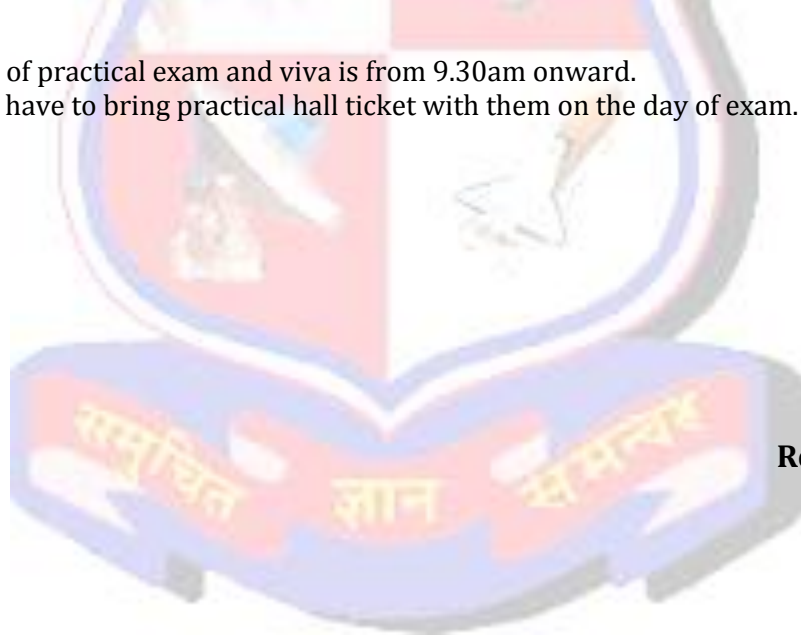 of practical exam and viva is from 9.30am onward.
have to bring practical hall ticket with them on the day of exam.
समुचित ज्ञान समन्वय